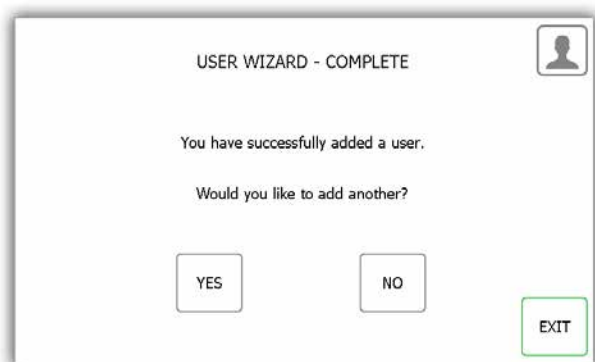 USER WIZARD - COMPLETE
You have successfully added a user.
Would you like to add another?
YES NO
EXIT